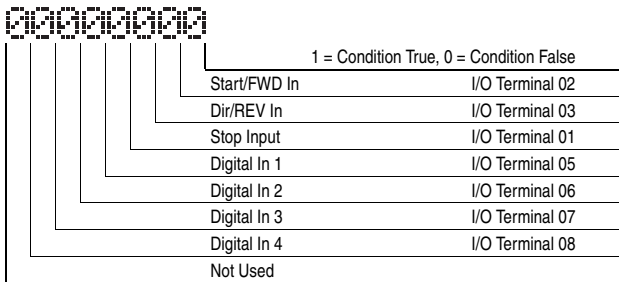 00000000
1 = Condition True, 0 = Condition False
Start/FWD In I/O Terminal 02
Dir/REV In I/O Terminal 03
Stop Input I/O Terminal 01
Digital In 1 I/O Terminal 05
Digital In 2 I/O Terminal 06
Digital In 3 I/O Terminal 07
Digital In 4 I/O Terminal 08
Not Used